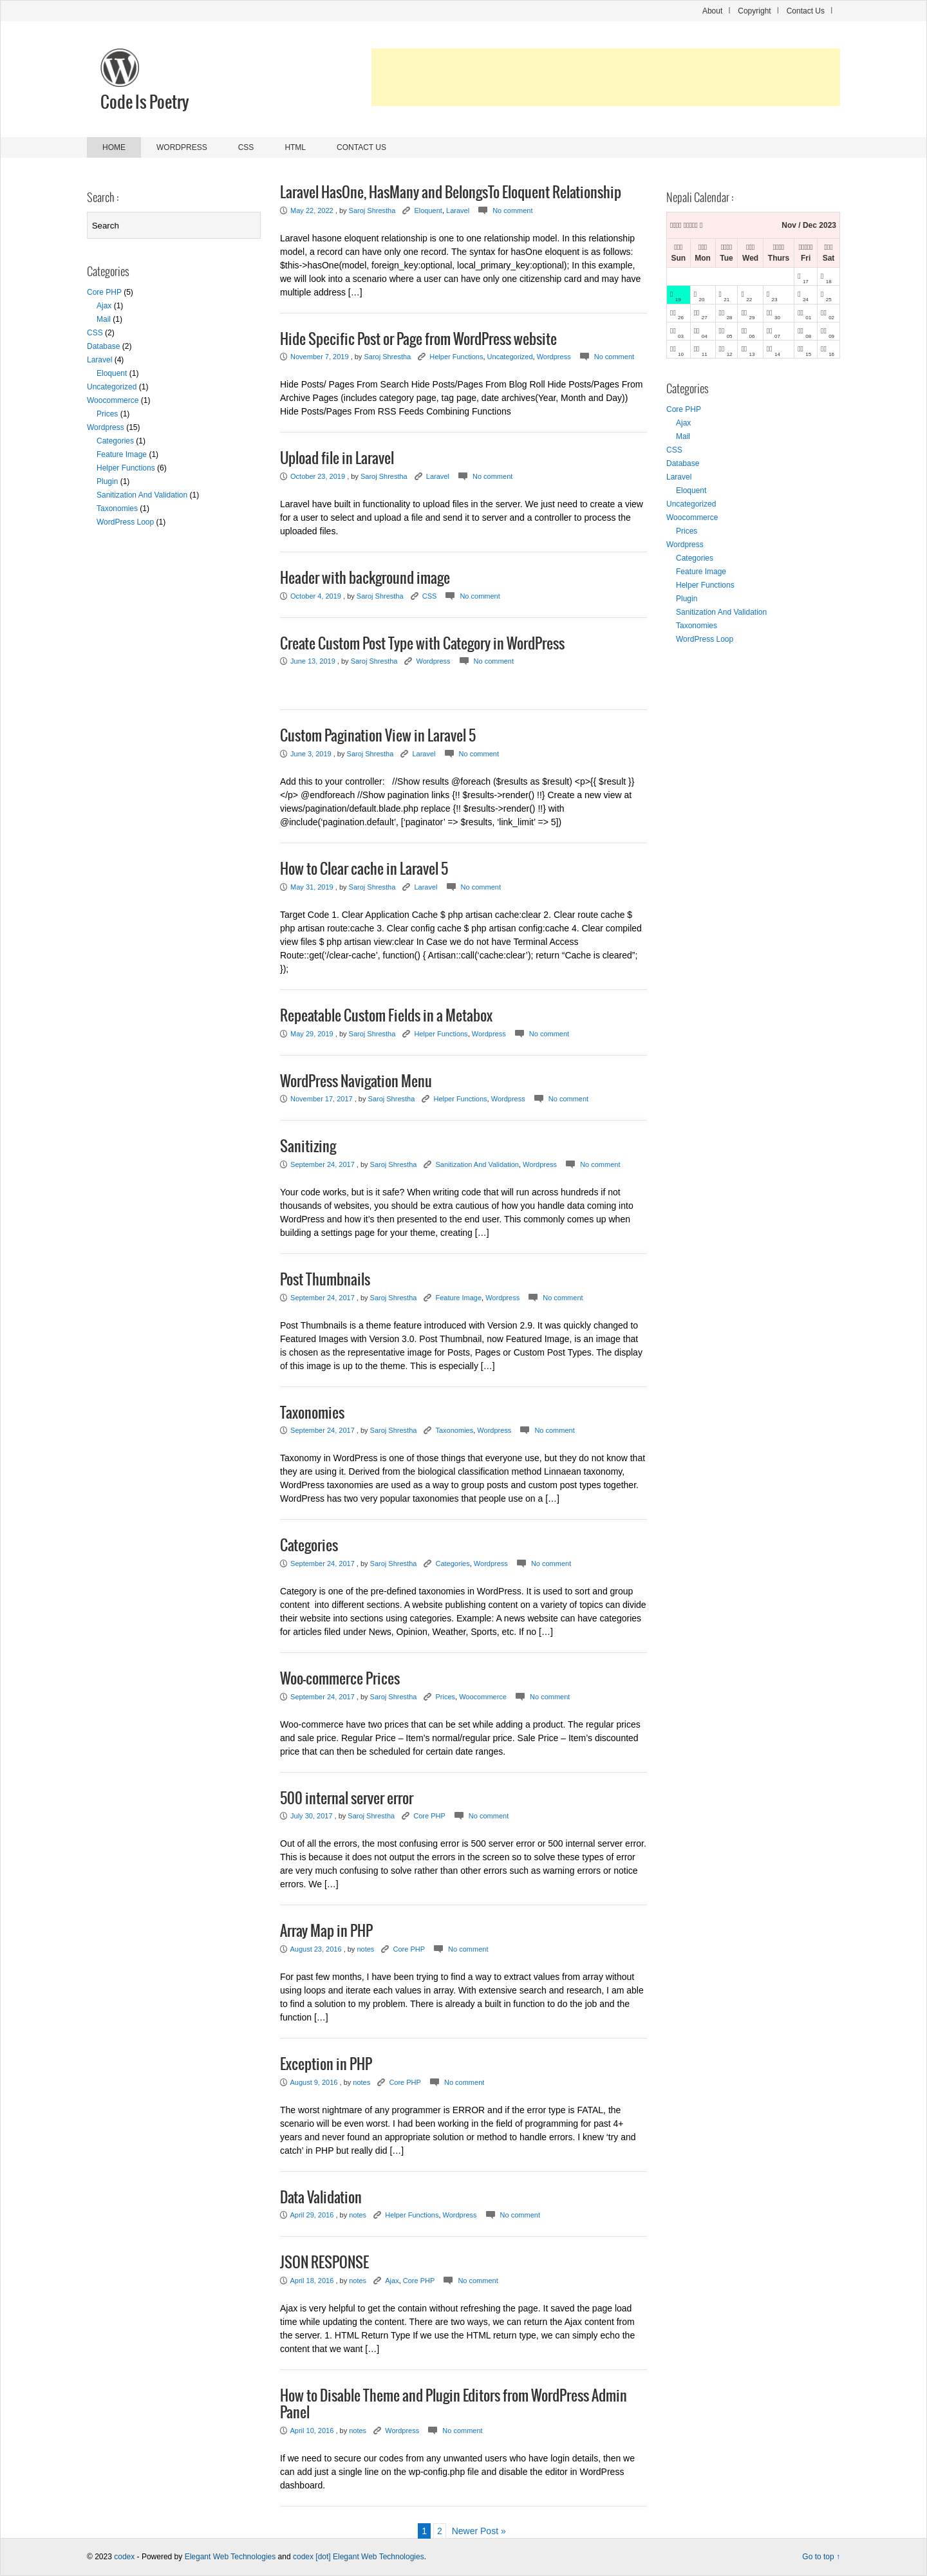 About | Copyright | Contact Us |
Code Is Poetry
HOME WORDPRESS CSS HTML CONTACT US
Search :
Search
Categories
Core PHP (5)
Ajax (1)
Mail (1)
CSS (2)
Database (2)
Laravel (4)
Eloquent (1)
Uncategorized (1)
Woocommerce (1)
Prices (1)
Wordpress (15)
Categories (1)
Feature Image (1)
Helper Functions (6)
Plugin (1)
Sanitization And Validation (1)
Taxonomies (1)
WordPress Loop (1)
Laravel HasOne, HasMany and BelongsTo Eloquent Relationship
May 22, 2022 , by Saroj Shrestha Eloquent, Laravel No comment
Laravel hasone eloquent relationship is one to one relationship model. In this relationship
model, a record can have only one record. The syntax for hasOne eloquent is as follows:
$this->hasOne(model, foreign_key:optional, local_primary_key:optional); In this example,
we will look into a scenario where a user can have only one citizenship card and may have
multiple address […]
Hide Specific Post or Page from WordPress website
November 7, 2019 , by Saroj Shrestha Helper Functions, Uncategorized, Wordpress No comment
Hide Posts/ Pages From Search Hide Posts/Pages From Blog Roll Hide Posts/Pages From
Archive Pages (includes category page, tag page, date archives(Year, Month and Day))
Hide Posts/Pages From RSS Feeds Combining Functions
Upload file in Laravel
October 23, 2019 , by Saroj Shrestha Laravel No comment
Laravel have built in functionality to upload files in the server. We just need to create a view
for a user to select and upload a file and send it to server and a controller to process the
uploaded files.
Header with background image
October 4, 2019 , by Saroj Shrestha CSS No comment
Create Custom Post Type with Category in WordPress
June 13, 2019 , by Saroj Shrestha Wordpress No comment
Custom Pagination View in Laravel 5
June 3, 2019 , by Saroj Shrestha Laravel No comment
Add this to your controller:   //Show results @foreach ($results as $result) <p>{{ $result }}
</p> @endforeach //Show pagination links {!! $results->render() !!} Create a new view at
views/pagination/default.blade.php replace {!! $results->render() !!} with
@include(‘pagination.default’, [‘paginator’ => $results, ‘link_limit’ => 5])
How to Clear cache in Laravel 5
May 31, 2019 , by Saroj Shrestha Laravel No comment
Target Code 1. Clear Application Cache $ php artisan cache:clear 2. Clear route cache $
php artisan route:cache 3. Clear config cache $ php artisan config:cache 4. Clear compiled
view files $ php artisan view:clear In Case we do not have Terminal Access
Route::get(‘/clear-cache’, function() { Artisan::call(‘cache:clear’); return “Cache is cleared”;
});
Repeatable Custom Fields in a Metabox
May 29, 2019 , by Saroj Shrestha Helper Functions, Wordpress No comment
WordPress Navigation Menu
November 17, 2017 , by Saroj Shrestha Helper Functions, Wordpress No comment
Sanitizing
September 24, 2017 , by Saroj Shrestha Sanitization And Validation, Wordpress No comment
Your code works, but is it safe? When writing code that will run across hundreds if not
thousands of websites, you should be extra cautious of how you handle data coming into
WordPress and how it’s then presented to the end user. This commonly comes up when
building a settings page for your theme, creating […]
Post Thumbnails
September 24, 2017 , by Saroj Shrestha Feature Image, Wordpress No comment
Post Thumbnails is a theme feature introduced with Version 2.9. It was quickly changed to
Featured Images with Version 3.0. Post Thumbnail, now Featured Image, is an image that
is chosen as the representative image for Posts, Pages or Custom Post Types. The display
of this image is up to the theme. This is especially […]
Taxonomies
September 24, 2017 , by Saroj Shrestha Taxonomies, Wordpress No comment
Taxonomy in WordPress is one of those things that everyone use, but they do not know that
they are using it. Derived from the biological classification method Linnaean taxonomy,
WordPress taxonomies are used as a way to group posts and custom post types together.
WordPress has two very popular taxonomies that people use on a […]
Categories
September 24, 2017 , by Saroj Shrestha Categories, Wordpress No comment
Category is one of the pre-defined taxonomies in WordPress. It is used to sort and group
content  into different sections. A website publishing content on a variety of topics can divide
their website into sections using categories. Example: A news website can have categories
for articles filed under News, Opinion, Weather, Sports, etc. If no […]
Woo-commerce Prices
September 24, 2017 , by Saroj Shrestha Prices, Woocommerce No comment
Woo-commerce have two prices that can be set while adding a product. The regular prices
and sale price. Regular Price – Item’s normal/regular price. Sale Price – Item’s discounted
price that can then be scheduled for certain date ranges.
500 internal server error
July 30, 2017 , by Saroj Shrestha Core PHP No comment
Out of all the errors, the most confusing error is 500 server error or 500 internal server error.
This is because it does not output the errors in the screen so to solve these types of error
are very much confusing to solve rather than other errors such as warning errors or notice
errors. We […]
Array Map in PHP
August 23, 2016 , by notes Core PHP No comment
For past few months, I have been trying to find a way to extract values from array without
using loops and iterate each values in array. With extensive search and research, I am able
to find a solution to my problem. There is already a built in function to do the job and the
function […]
Exception in PHP
August 9, 2016 , by notes Core PHP No comment
The worst nightmare of any programmer is ERROR and if the error type is FATAL, the
scenario will be even worst. I had been working in the field of programming for past 4+
years and never found an appropriate solution or method to handle errors. I knew ‘try and
catch’ in PHP but really did […]
Data Validation
April 29, 2016 , by notes Helper Functions, Wordpress No comment
JSON RESPONSE
April 18, 2016 , by notes Ajax, Core PHP No comment
Ajax is very helpful to get the contain without refreshing the page. It saved the page load
time while updating the content. There are two ways, we can return the Ajax content from
the server. 1. HTML Return Type If we use the HTML return type, we can simply echo the
content that we want […]
How to Disable Theme and Plugin Editors from WordPress Admin
Panel
April 10, 2016 , by notes Wordpress No comment
If we need to secure our codes from any unwanted users who have login details, then we
can add just a single line on the wp-config.php file and disable the editor in WordPress
dashboard.
1 2 Newer Post »
Nepali Calendar :
Nov / Dec 2023
Sun Mon Tue Wed Thurs Fri Sat
17 18
19 20 21 22 23 24 25
26 27 28 29 30 01 02
03 04 05 06 07 08 09
10 11 12 13 14 15 16
Categories
Core PHP
Ajax
Mail
CSS
Database
Laravel
Eloquent
Uncategorized
Woocommerce
Prices
Wordpress
Categories
Feature Image
Helper Functions
Plugin
Sanitization And Validation
Taxonomies
WordPress Loop
© 2023 codex - Powered by Elegant Web Technologies and codex [dot] Elegant Web Technologies.
Go to top ↑